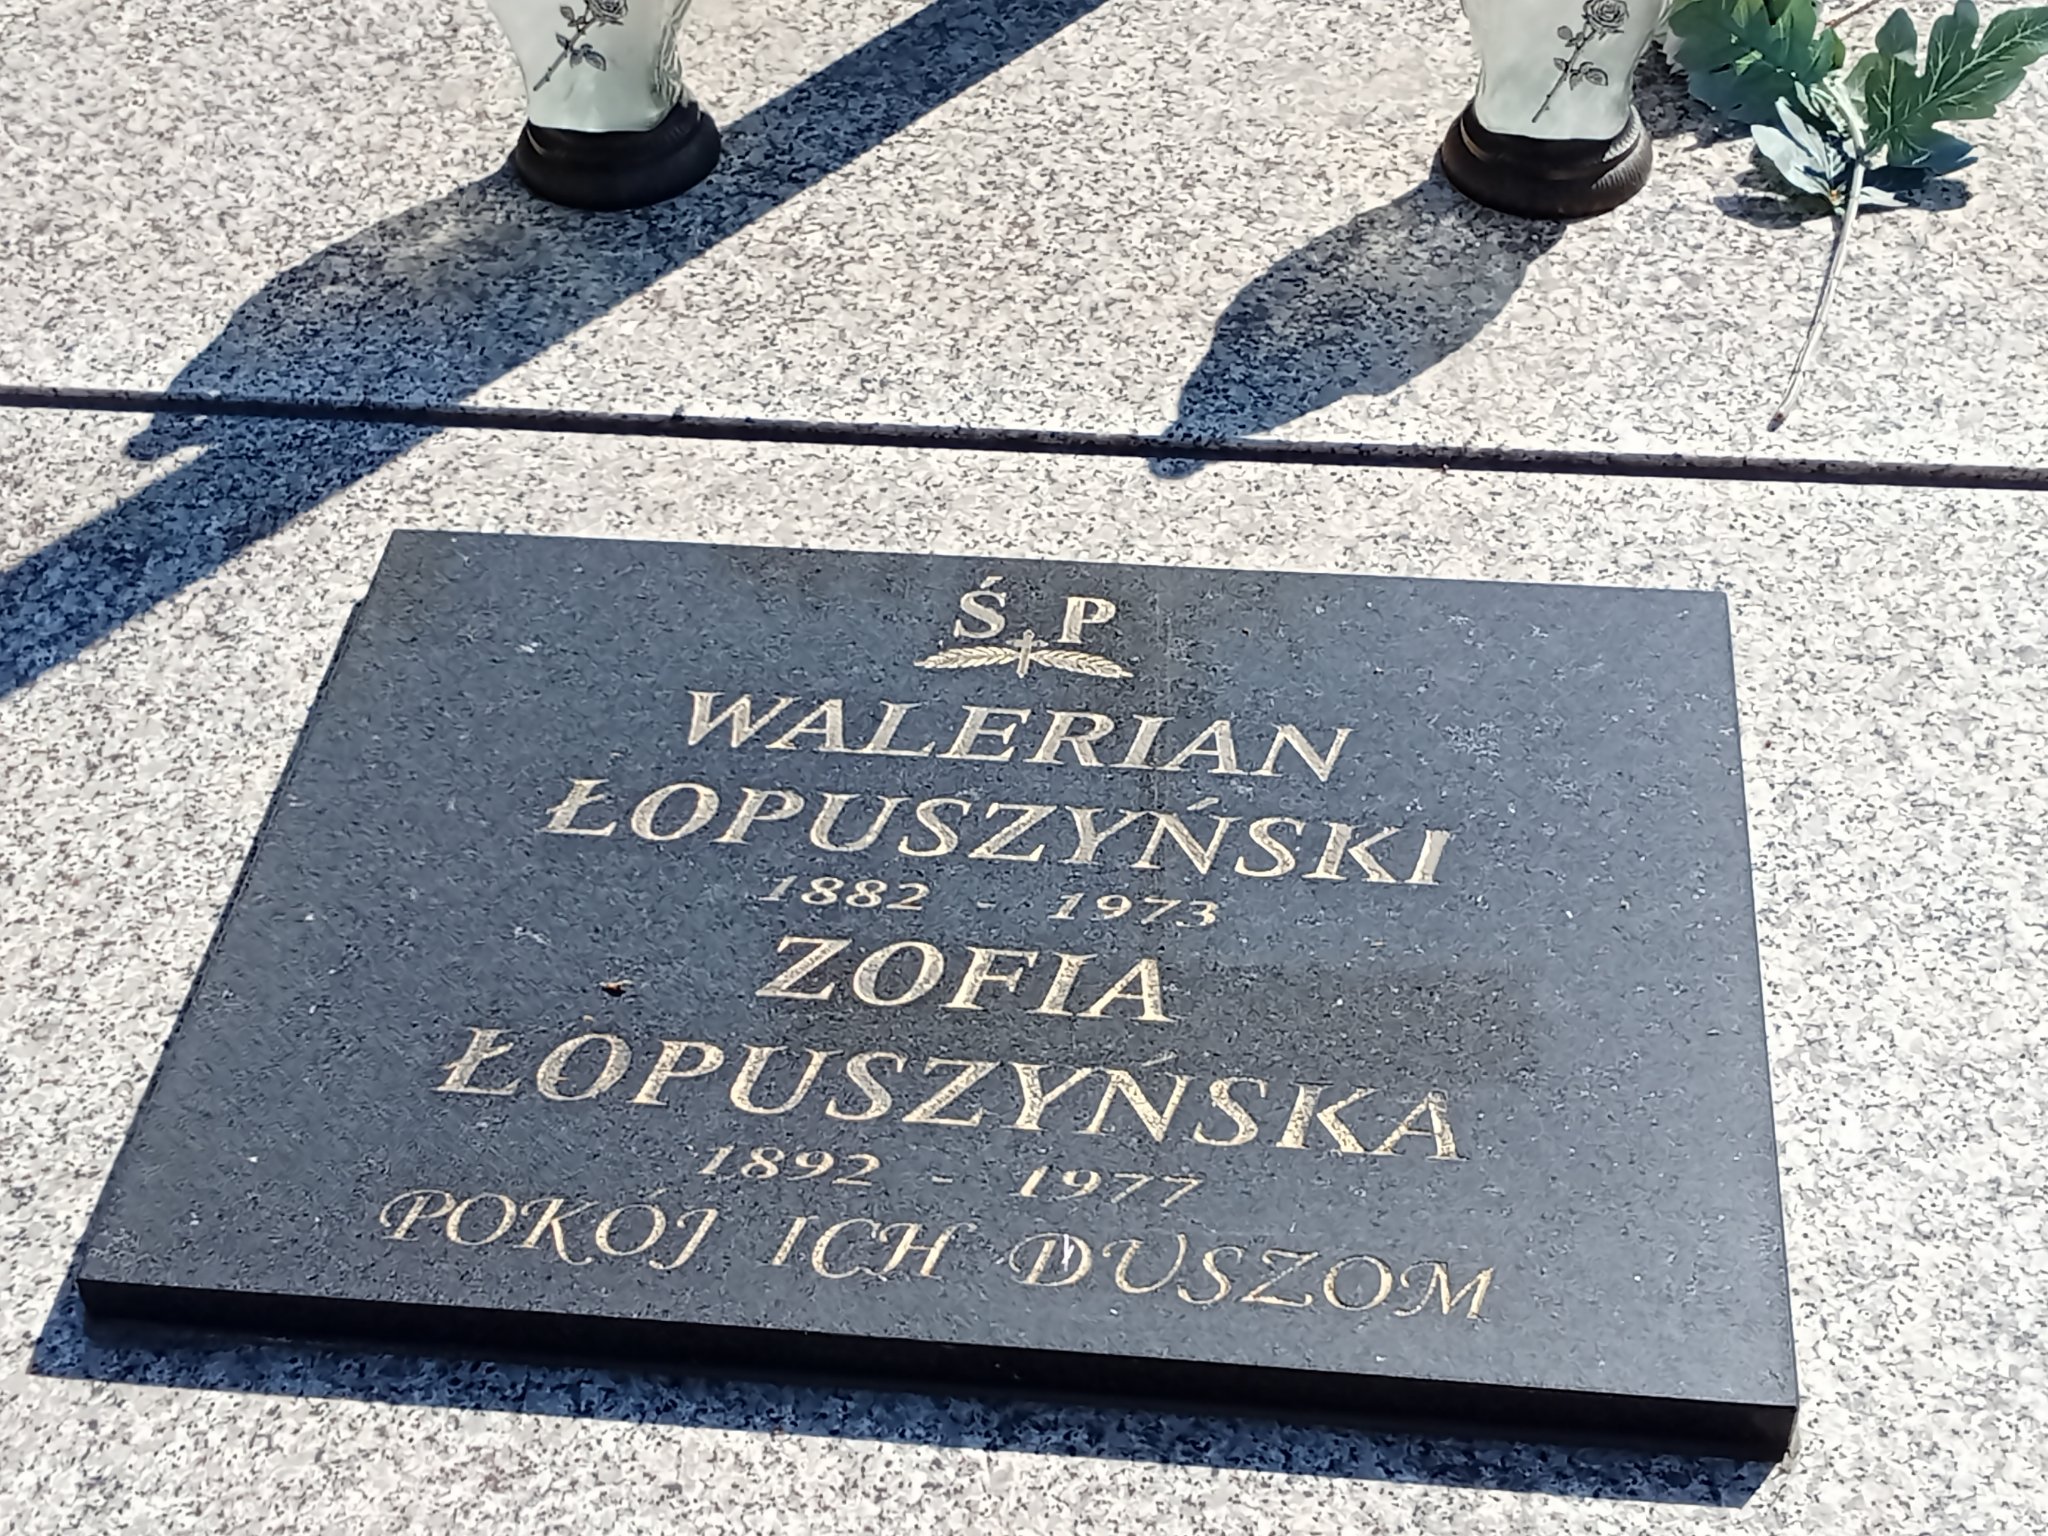 Ś P
WALERIAN
ŁOPUSZYŃSKI
1882 - 1973
ZOFIA
ŁOPUSZYŃSKA
1892 - 1977
POKÓJ ICH DUSZOM